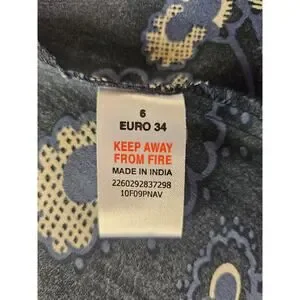 6
EURO 34
KEEP AWAY
FROM FIRE
MADE IN INDIA
2260292837298
10F09PNAV